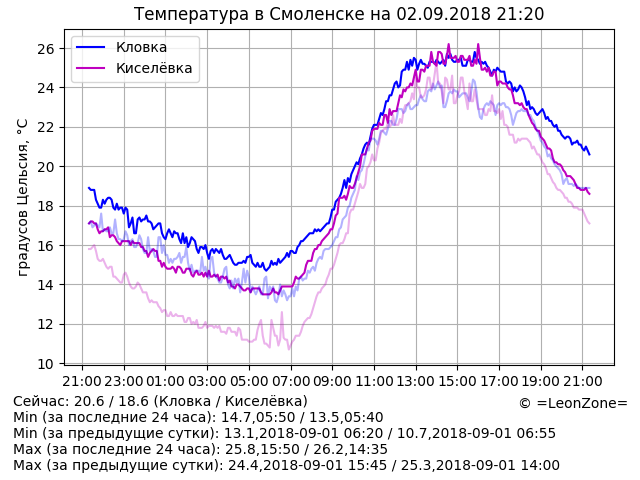 Температура в Смоленске на 02.09.2018 21:20
Кловка
Киселёвка
градусов Цельсия, °C
26
24
22
20
18
16
14
12
10
21:00 23:00 01:00 03:00 05:00 07:00 09:00 11:00 13:00 15:00 17:00 19:00 21:00
Сейчас: 20.6 / 18.6 (Кловка / Киселёвка)
© =LeonZone=
Min (за последние 24 часа): 14.7,05:50 / 13.5,05:40
Min (за предыдущие сутки): 13.1,2018-09-01 06:20 / 10.7,2018-09-01 06:55
Max (за последние 24 часа): 25.8,15:50 / 26.2,14:35
Max (за предыдущие сутки): 24.4,2018-09-01 15:45 / 25.3,2018-09-01 14:00